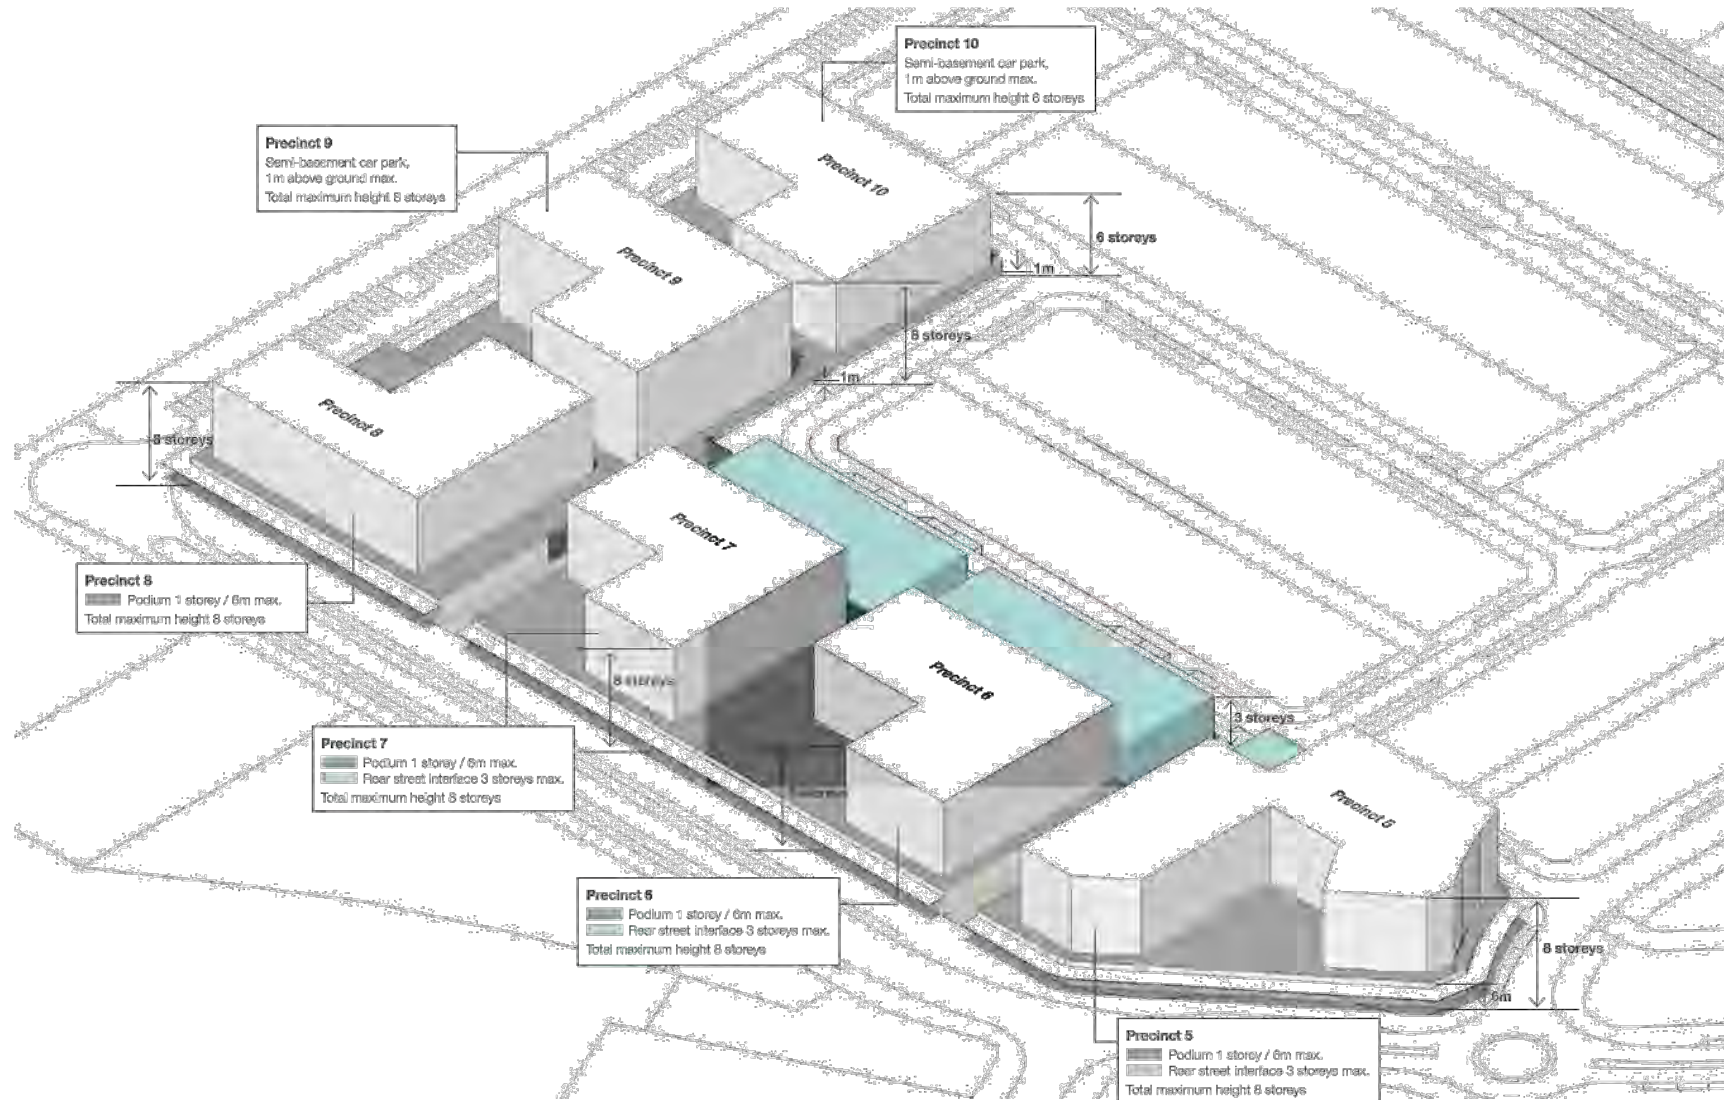 Precinct 10
Semi-basement car park,
1m above ground max.
Total maximum height 6 storeys
Precinct 9
Semi-basement car park,
1m above ground max.
Total maximum height 8 storeys
Precinct 10
6 storeys
1m
Precinct 9
8 storeys
1m
Precinct 8
8 storeys
Precinct 7
Precinct 8
Podium 1 storey / 6m max.
Total maximum height 8 storeys
8 storeys
Precinct 6
3 storeys
Precinct 7
Podium 1 storey / 6m max.
Rear street interface 3 storeys max.
Total maximum height 8 storeys
Precinct 5
Precinct 6
Podium 1 storey / 6m max.
Rear street interface 3 storeys max.
Total maximum height 8 storeys
8 storeys
6m
Precinct 5
Podium 1 storey / 6m max.
Rear street interface 3 storeys max.
Total maximum height 8 storeys